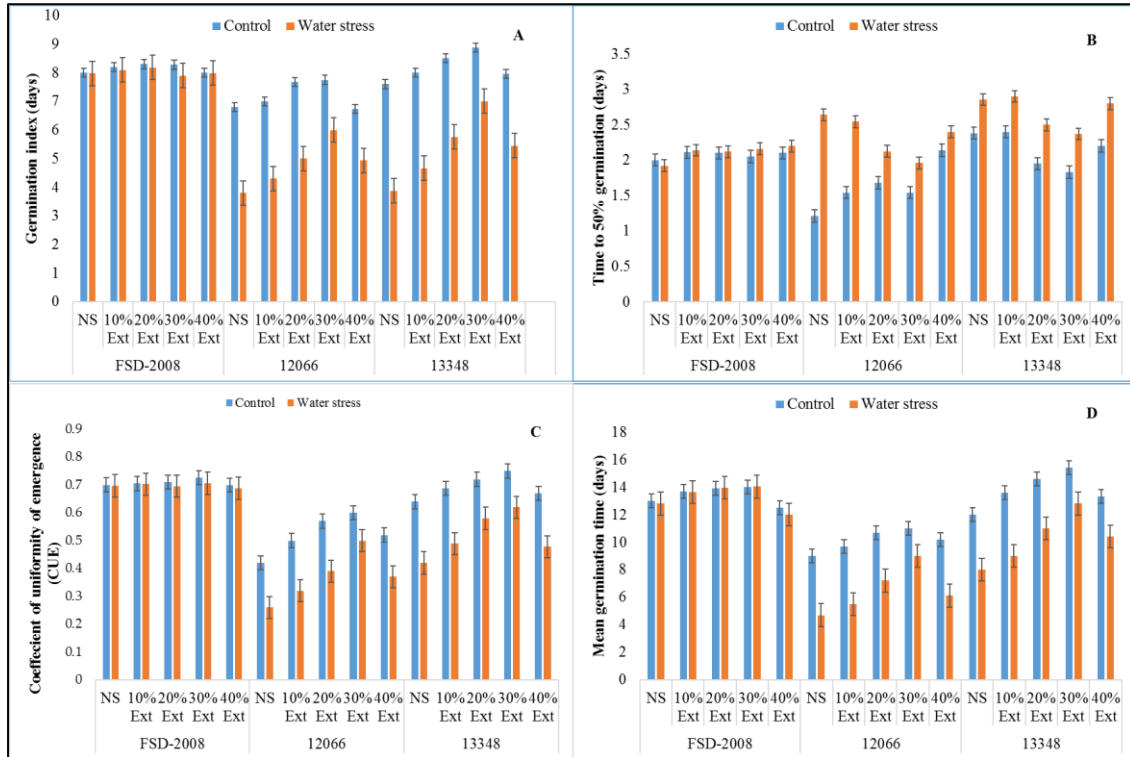 Control Water stress
A
Germination index (days)
10
9
8
7
6
5
4
3
2
1
0
NS 10% 20% 30% 40% NS 10% 20% 30% 40% NS 10% 20% 30% 40%
Ext Ext Ext Ext Ext Ext Ext Ext Ext Ext Ext Ext
FSD-2008 12066 13348
Control Water stress
B
Time to 50% germination (days)
3.5
3
2.5
2
1.5
1
0.5
0
NS 10% 20% 30% 40% NS 10% 20% 30% 40% NS 10% 20% 30% 40%
Ext Ext Ext Ext Ext Ext Ext Ext Ext Ext Ext Ext
FSD-2008 12066 13348
Control Water stress
C
Coeffecient of uniformity of emergence
(CUE)
0.9
0.8
0.7
0.6
0.5
0.4
0.3
0.2
0.1
0
NS 10% 20% 30% 40% NS 10% 20% 30% 40% NS 10% 20% 30% 40%
Ext Ext Ext Ext Ext Ext Ext Ext Ext Ext Ext Ext
FSD-2008 12066 13348
Control Water stress
D
Mean germination time (days)
18
16
14
12
10
8
6
4
2
0
NS 10% 20% 30% 40% NS 10% 20% 30% 40% NS 10% 20% 30% 40%
Ext Ext Ext Ext Ext Ext Ext Ext Ext Ext Ext Ext
FSD-2008 12066 13348